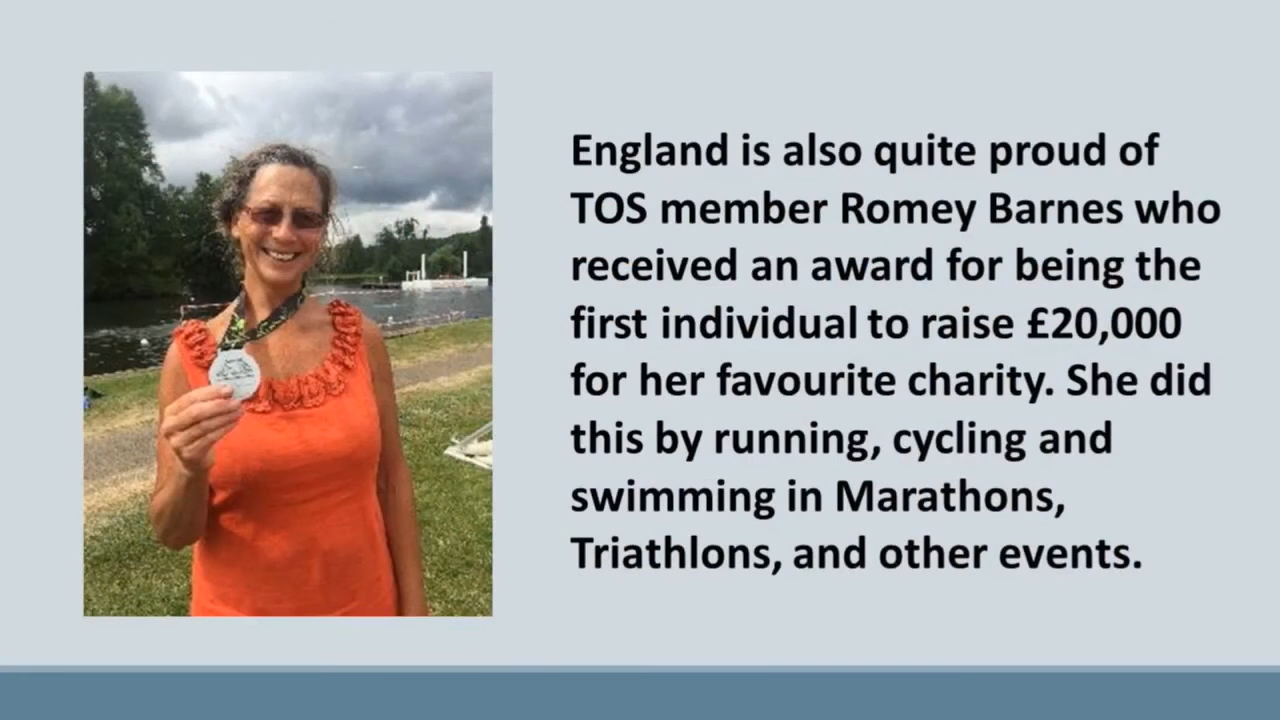 England is also quite proud of
TOS member Romey Barnes who
received an award for being the
first individual to raise £20,000
for her favourite charity. She did
this by running, cycling and
swimming in Marathons,
Triathlons, and other events.